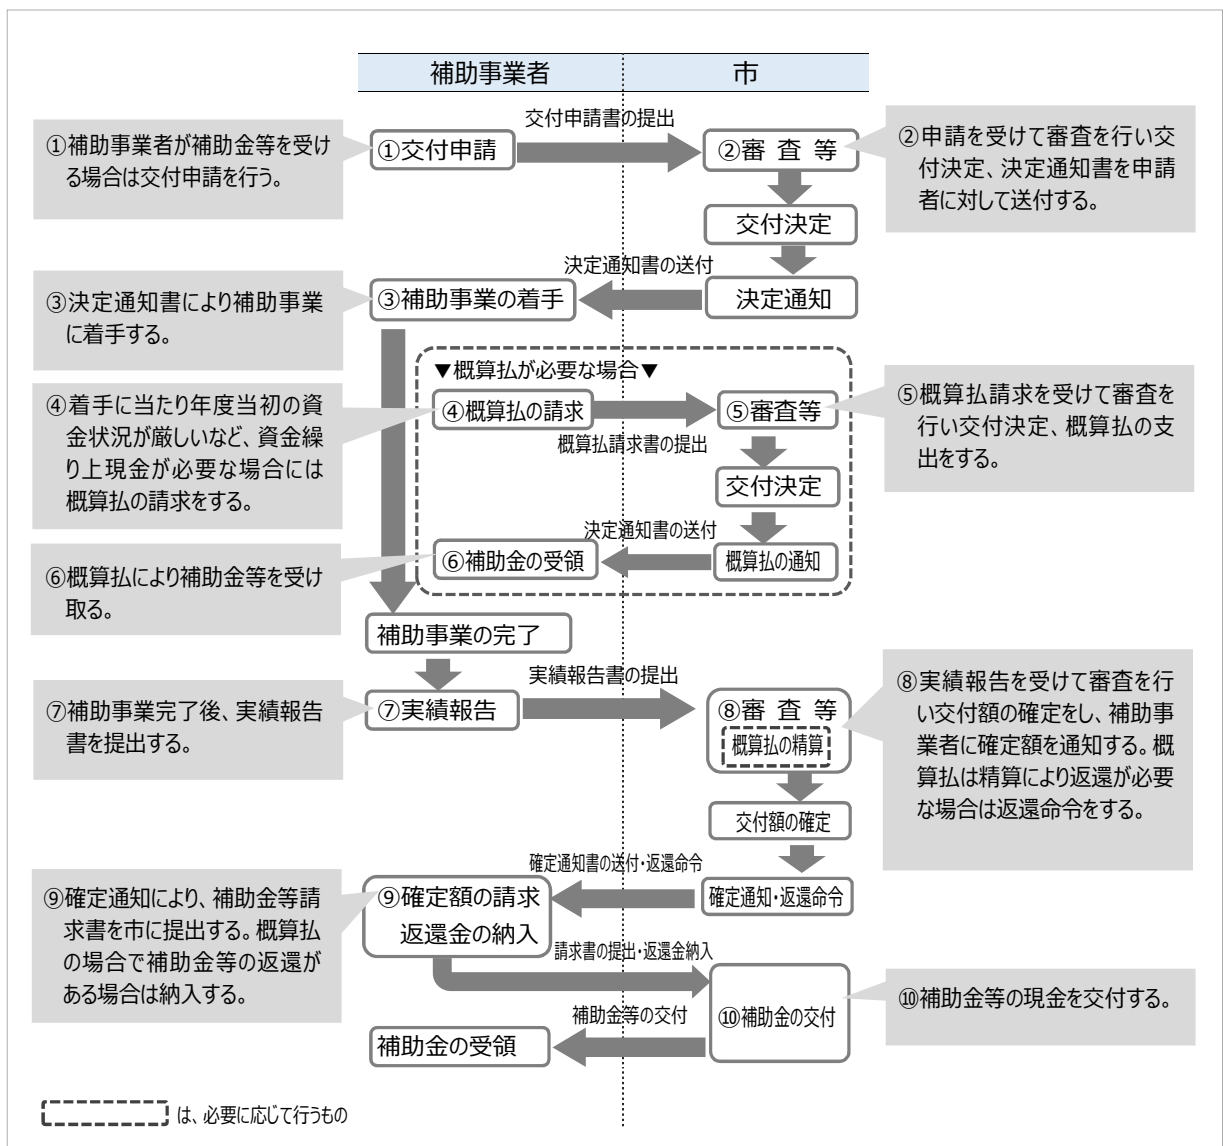 補助事業者
市
交付申請書の提出
①補助事業者が補助金等を受け
る場合は交付申請を行う。
①交付申請
②審 査 等
②申請を受けて審査を行い交
付決定、決定通知書を申請
者に対して送付する。
交付決定
決定通知書の送付
③決定通知書により補助事業
に着手する。
③補助事業の着手
決定通知
▼概算払が必要な場合▼
④着手に当たり年度当初の資
金状況が厳しいなど、資金繰
り上現金が必要な場合には
概算払の請求をする。
④概算払の請求
⑤審査等
⑤概算払請求を受けて審査を
行い交付決定、概算払の支
出をする。
概算払請求書の提出
交付決定
決定通知書の送付
⑥補助金の受領
概算払の通知
⑥概算払により補助金等を受け
取る。
補助事業の完了
実績報告書の提出
⑦補助事業完了後、実績報告
書を提出する。
⑦実績報告
⑧審 査 等
概算払の精算
⑧実績報告を受けて審査を行
い交付額の確定をし、補助事
業者に確定額を通知する。概
算払は精算により返還が必要
な場合は返還命令をする。
交付額の確定
確定通知書の送付・返還命令
⑨確定通知により、補助金等請
求書を市に提出する。概算払
の場合で補助金等の返還が
ある場合は納入する。
⑨確定額の請求
返還金の納入
確定通知・返還命令
請求書の提出・返還金納入
⑩補助金の交付
⑩補助金等の現金を交付する。
補助金等の交付
補助金の受領
は、必要に応じて行うもの